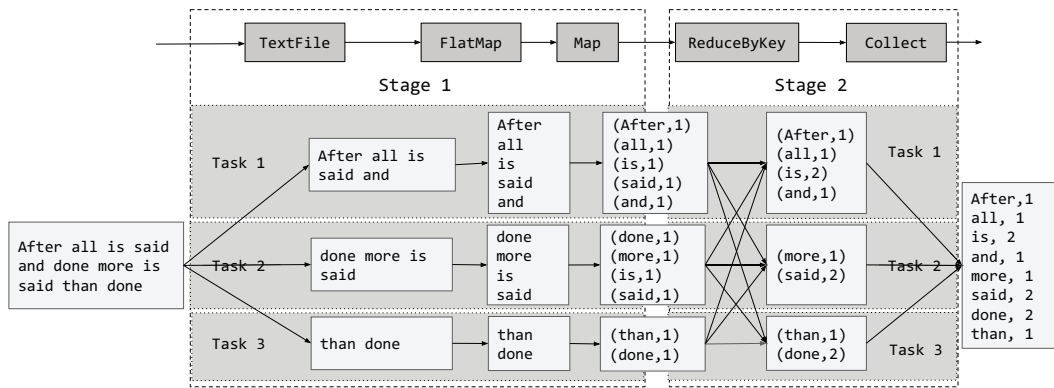 TextFile
FlatMap
Map
ReduceByKey
Collect
Stage 1
Stage 2
After all is said
and done more is
said than done
Task 1
After all is
said and
After
all
is
said
and
(After,1)
(all,1)
(is,1)
(said,1)
(and,1)
(After,1)
(all,1)
(is,2)
(and,1)
Task 1
Task 2
done more is
said
done
more
is
said
(done,1)
(more,1)
(is,1)
(said,1)
(more,1)
(said,2)
Task 2
Task 3
than done
than
done
(than,1)
(done,1)
(than,1)
(done,2)
Task 3
After,1
all, 1
is, 2
and, 1
more, 1
said, 2
done, 2
than, 1